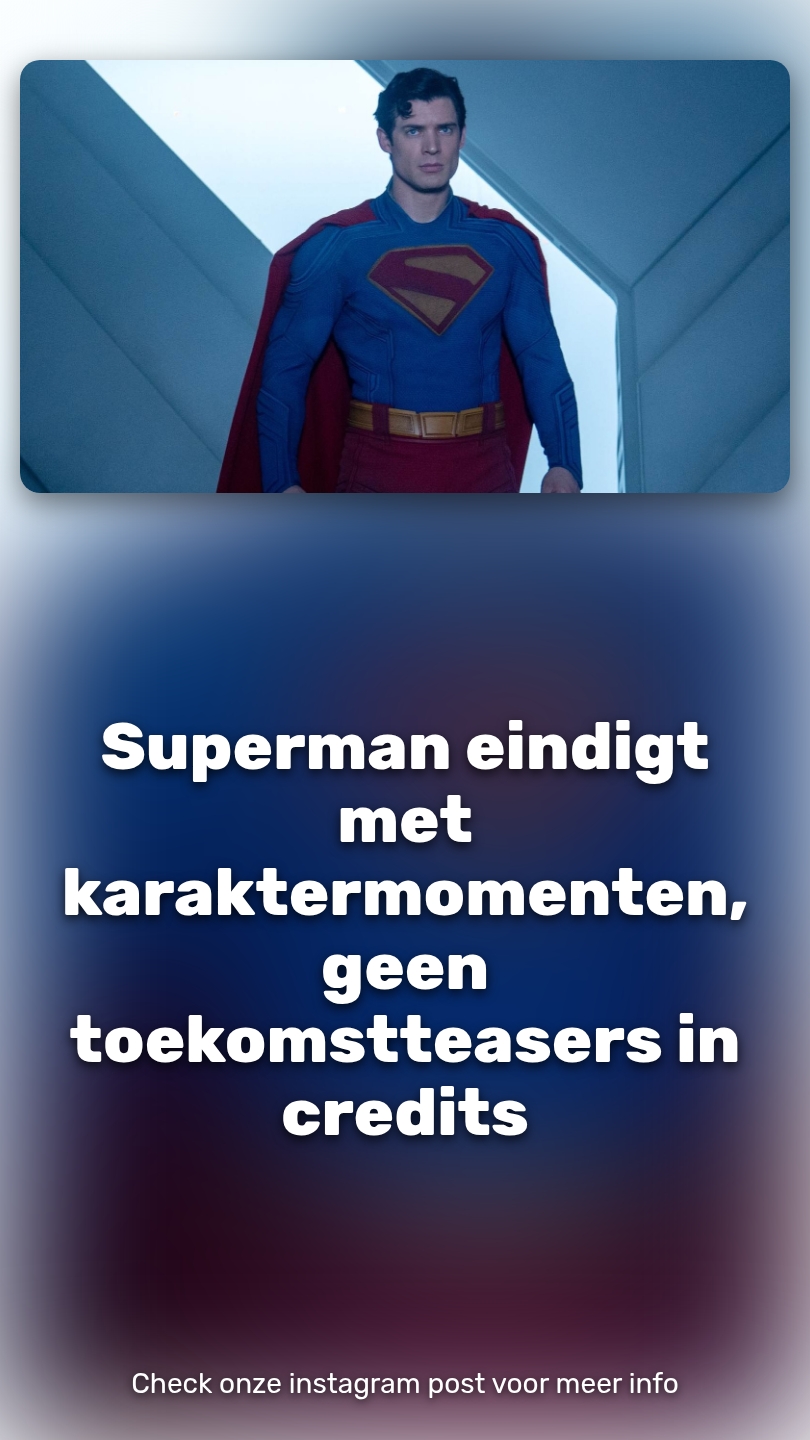 Superman eindigt
met
karaktermomenten,
geen
toekomstteasers in
credits
Check onze instagram post voor meer info